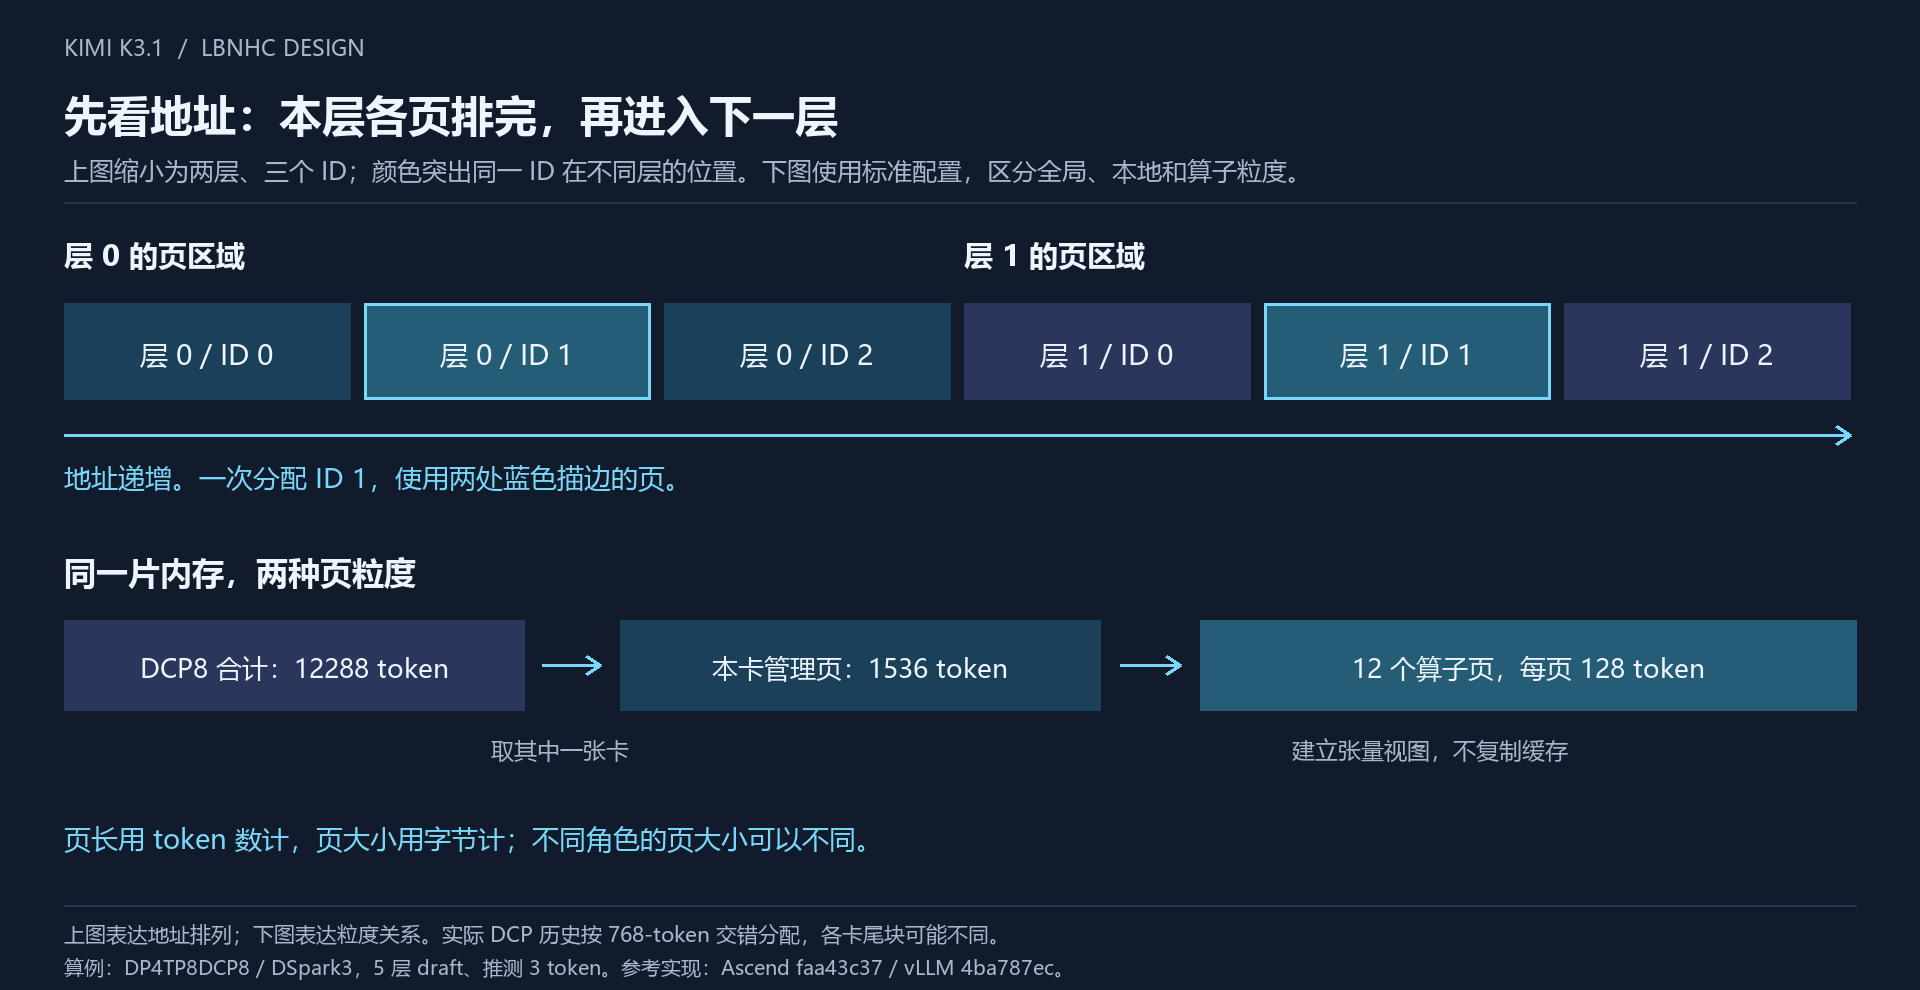 KIMI K3.1 / LBNHC DESIGN
先看地址：本层各页排完，再进入下一层
上图缩小为两层、三个 ID；颜色突出同一 ID 在不同层的位置。下图使用标准配置，区分全局、本地和算子粒度。
层 0 的页区域
层 1 的页区域
层 0 / ID 0
层 0 / ID 1
层 0 / ID 2
层 1 / ID 0
层 1 / ID 1
层 1 / ID 2
地址递增。一次分配 ID 1，使用两处蓝色描边的页。
同一片内存，两种页粒度
DCP8 合计：12288 token
本卡管理页：1536 token
12 个算子页，每页 128 token
取其中一张卡
建立张量视图，不复制缓存
页长用 token 数计，页大小用字节计；不同角色的页大小可以不同。
上图表达地址排列；下图表达粒度关系。实际 DCP 历史按 768-token 交错分配，各卡尾块可能不同。
算例：DP4TP8DCP8 / DSpark3，5 层 draft、推测 3 token。参考实现：Ascend faa43c37 / vLLM 4ba787ec。